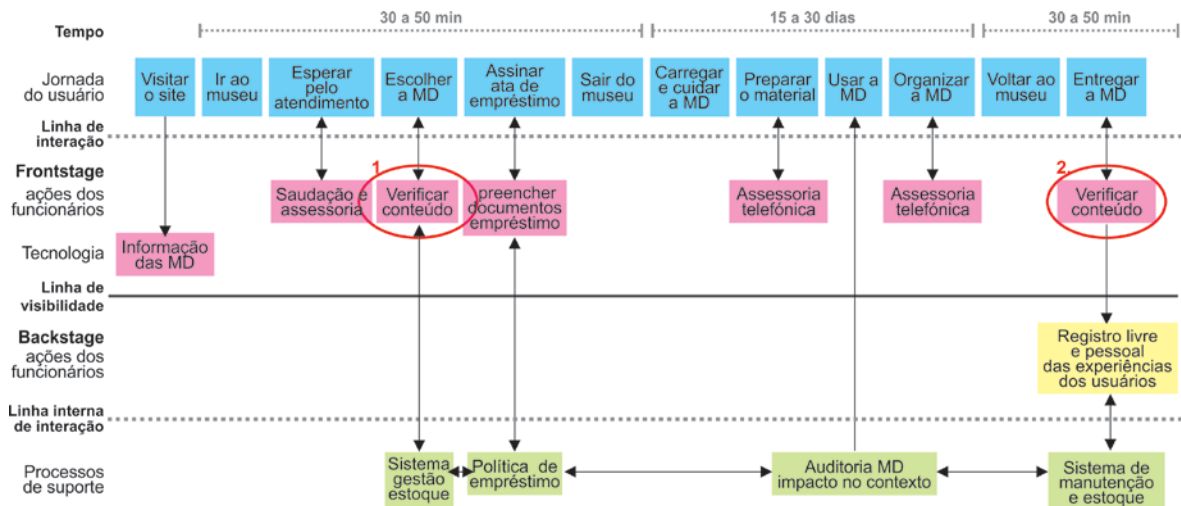 Tempo
30 a 50 min
15 a 30 dias
30 a 50 min
Jornada
do usuário
Visitar
o site
Ir ao
museu
Esperar
pelo
atendimento
Escolher
a MD
Assinar
ata de
empréstimo
Sair do
museu
Carregar
e cuidar
a MD
Preparar
o material
Usar a
MD
Organizar
a MD
Voltar ao
museu
Entregar
a MD
Linha de
interação
Frontstage
ações dos
funcionários
Saudação e
assessoria
1
Verificar
conteúdo
preencher
documentos
empréstimo
Assessoria
telefónica
Assessoria
telefónica
2.
Verificar
conteúdo
Tecnologia
Informação
das MD
Linha de
visibilidade
Backstage
ações dos
funcionários
Registro livre
e pessoal
das experiências
dos usuários
Linha interna
de interação
Processos
de suporte
Sistema
gestão
estoque
Política de
empréstimo
Auditoria MD
impacto no contexto
Sistema de
manutenção
e estoque